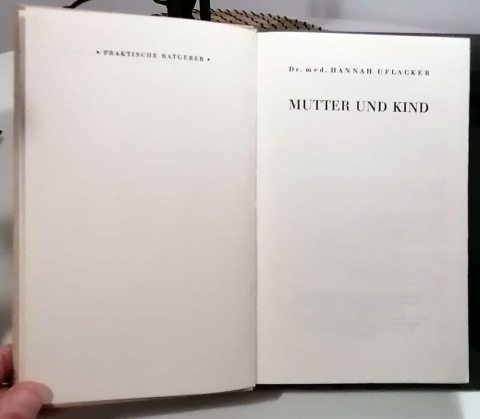 • PRAKTISCHE RATGEBER •
Dr. med. HANNAH UFLACKER
MUTTER UND KIND